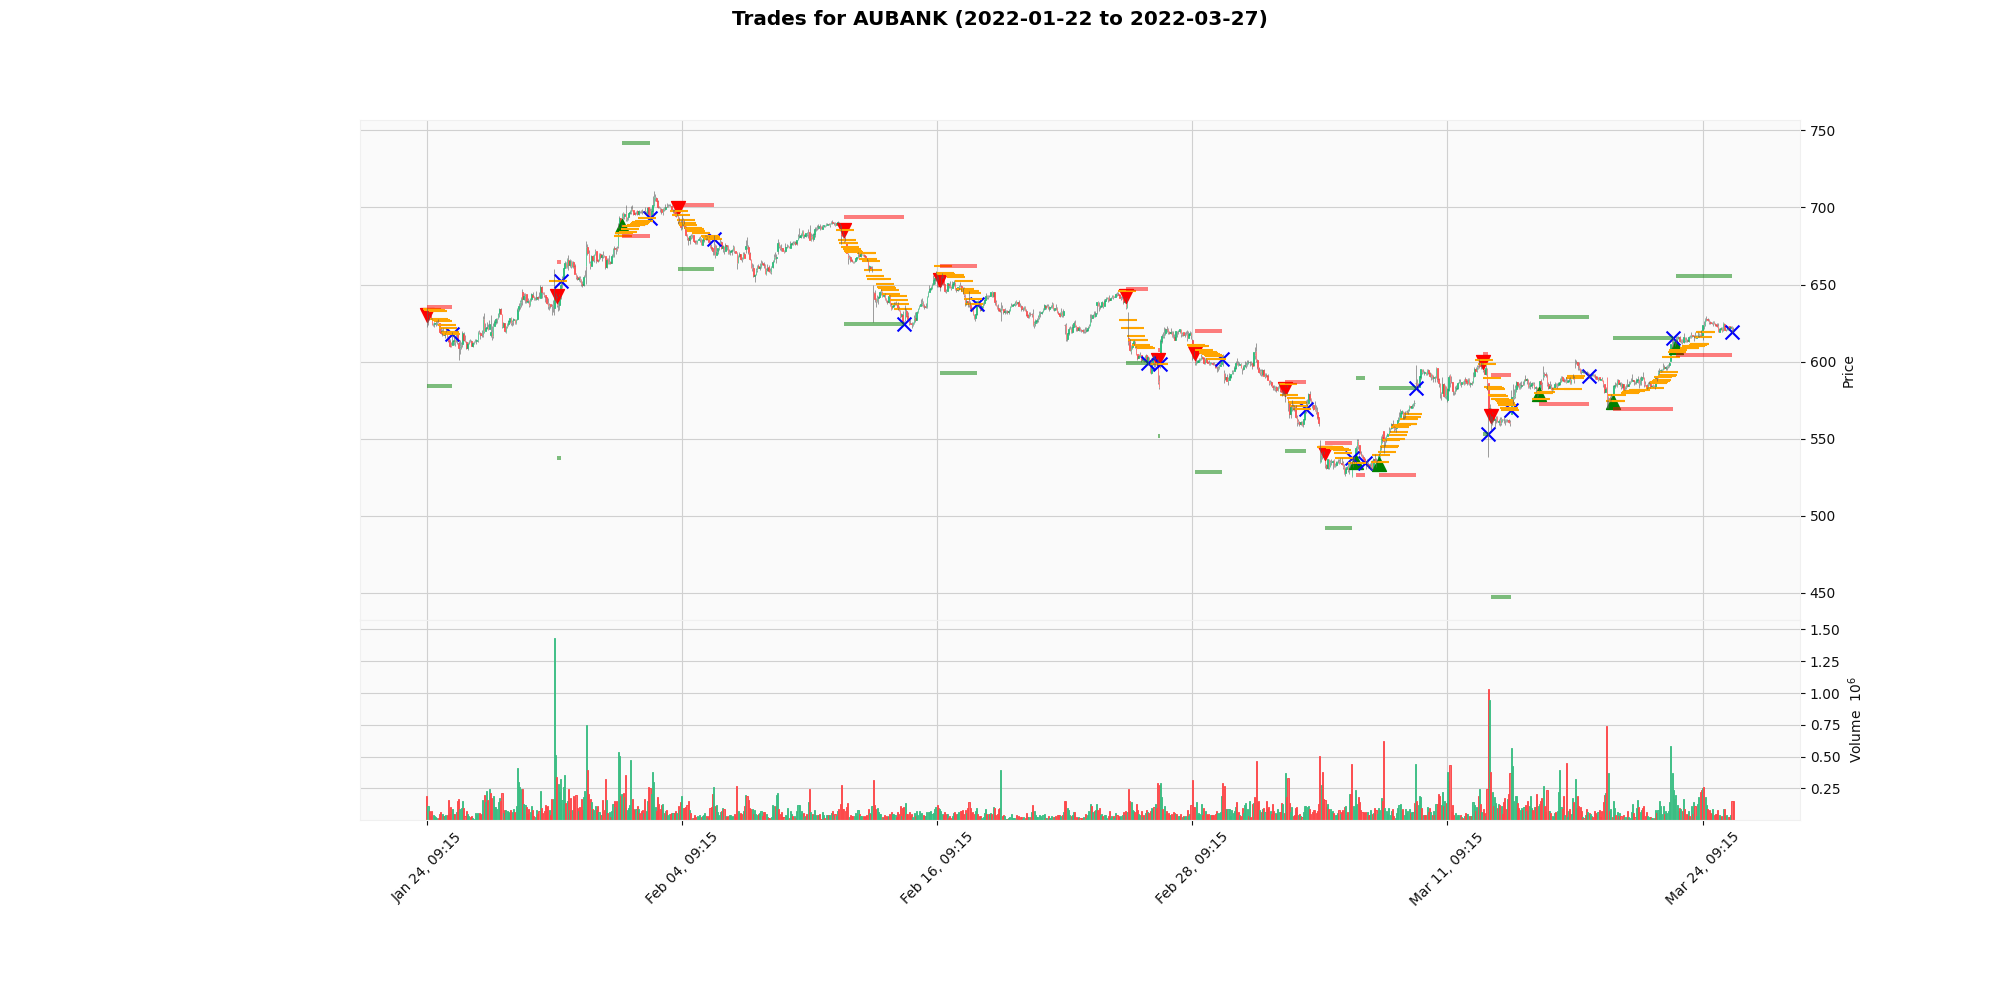 Trades for AUBANK (2022-01-22 to 2022-03-27)
750
700
650
600
550
500
450
Price
1.50
1.25
1.00
0.75
0.50
0.25
Volume 10⁶
Jan 24, 09:15
Feb 04, 09:15
Feb 16, 09:15
Feb 28, 09:15
Mar 11, 09:15
Mar 24, 09:15